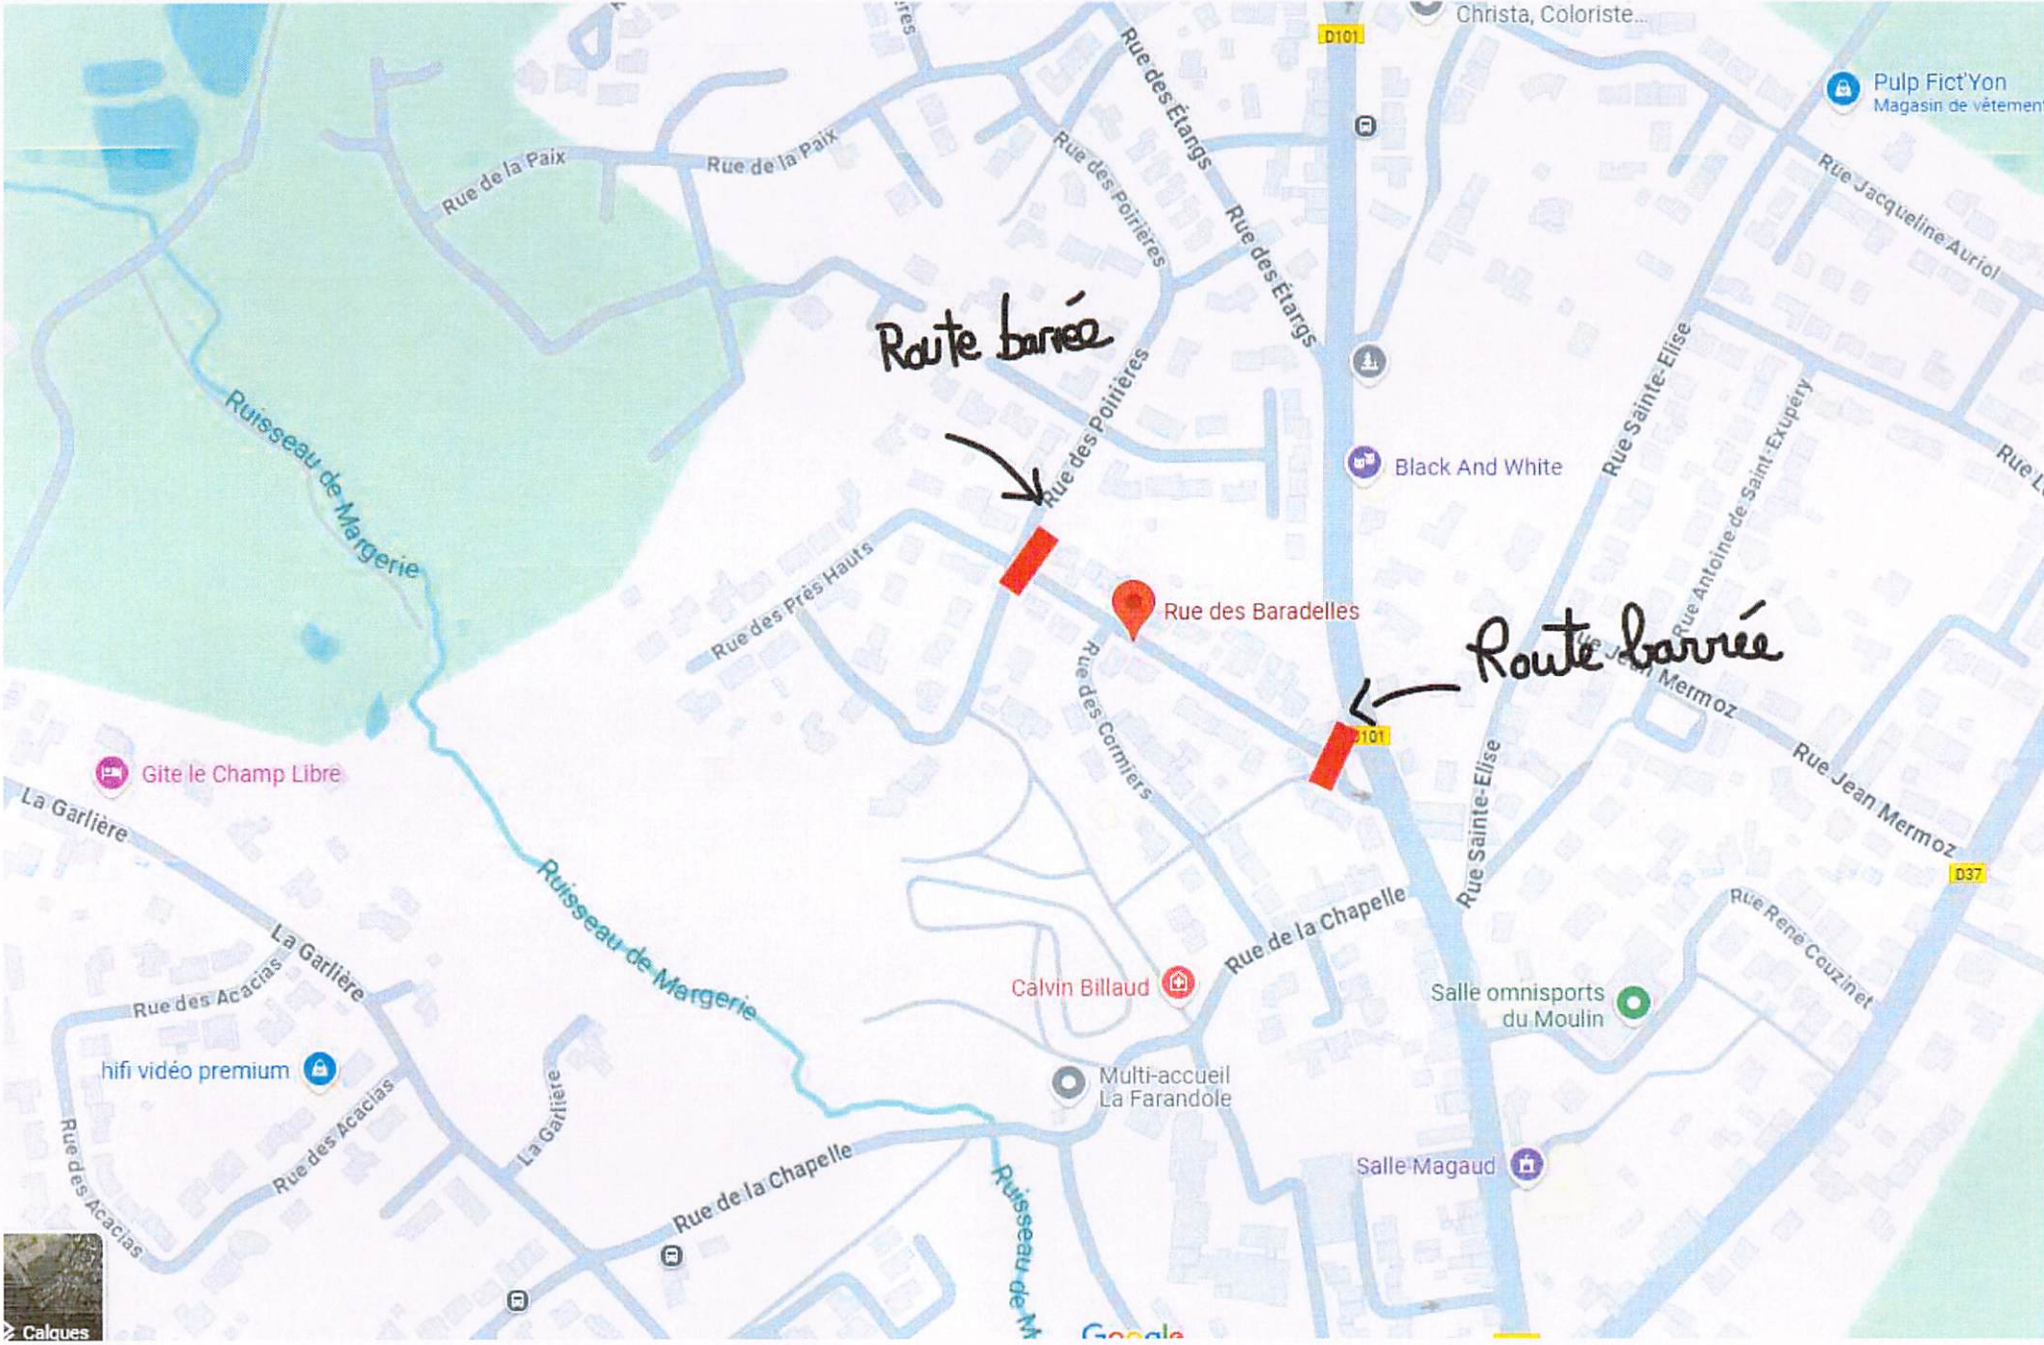 Christa, Coloriste...
D101
Pulp Fict'Yon
Magasin de vêtement
Rue des Étangs
Rue de la Paix
Rue de la Paix
Rue des Poirières
Rue Jacqueline Auriol
Rue des Étangs
Route barrée
Rue des Poirières
Rue Sainte-Elise
Ruisseau de Margerie
Rue Antoine de Saint-Exupéry
Black And White
Rue des Prés Hauts
Rue des Baradelles
Route barrée
Rue Jean Mermoz
Rue des Cormiers
D101
Rue Jean Mermoz
Gite le Champ Libre
La Garlière
Rue Sainte-Elise
D37
Rue René Couzinet
Rue de la Chapelle
Ruisseau de Margerie
La Garlière
Rue des Acacias
Calvin Billaud
Salle omnisports
du Moulin
hifi vidéo premium
Multi-accueil
La Farandole
La Garlière
Rue des Acacias
Rue des Acacias
Salle Magaud
Rue de la Chapelle
Ruisseau de M
Calques
Google